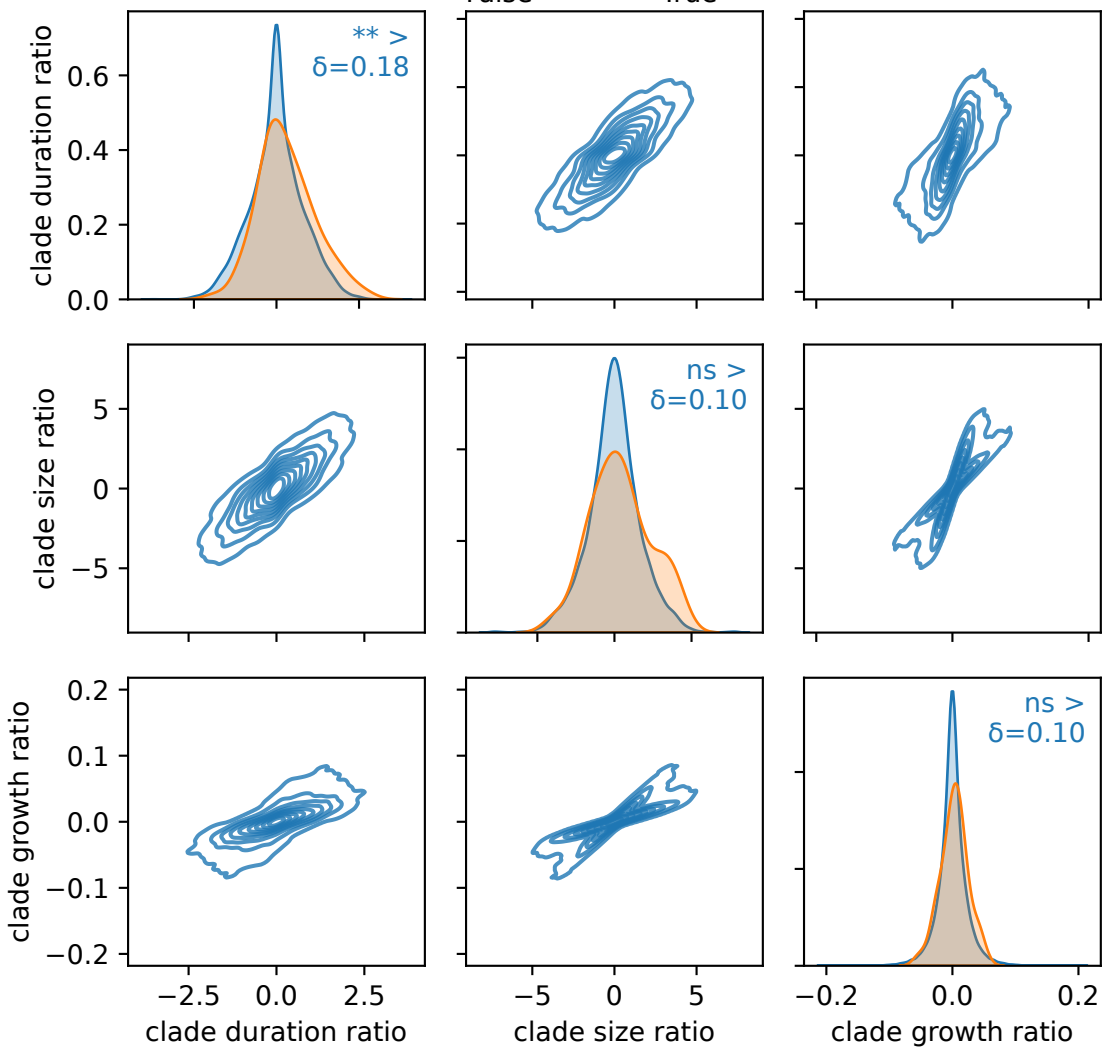 ** >
δ=0.18
clade duration ratio
0.6
0.4
0.2
0.0
ns >
δ=0.10
clade size ratio
5
0
−5
ns >
δ=0.10
clade growth ratio
0.2
0.1
0.0
−0.1
−0.2
−2.5 0.0 2.5
−5 0 5
−0.2 0.0 0.2
clade duration ratio
clade size ratio
clade growth ratio